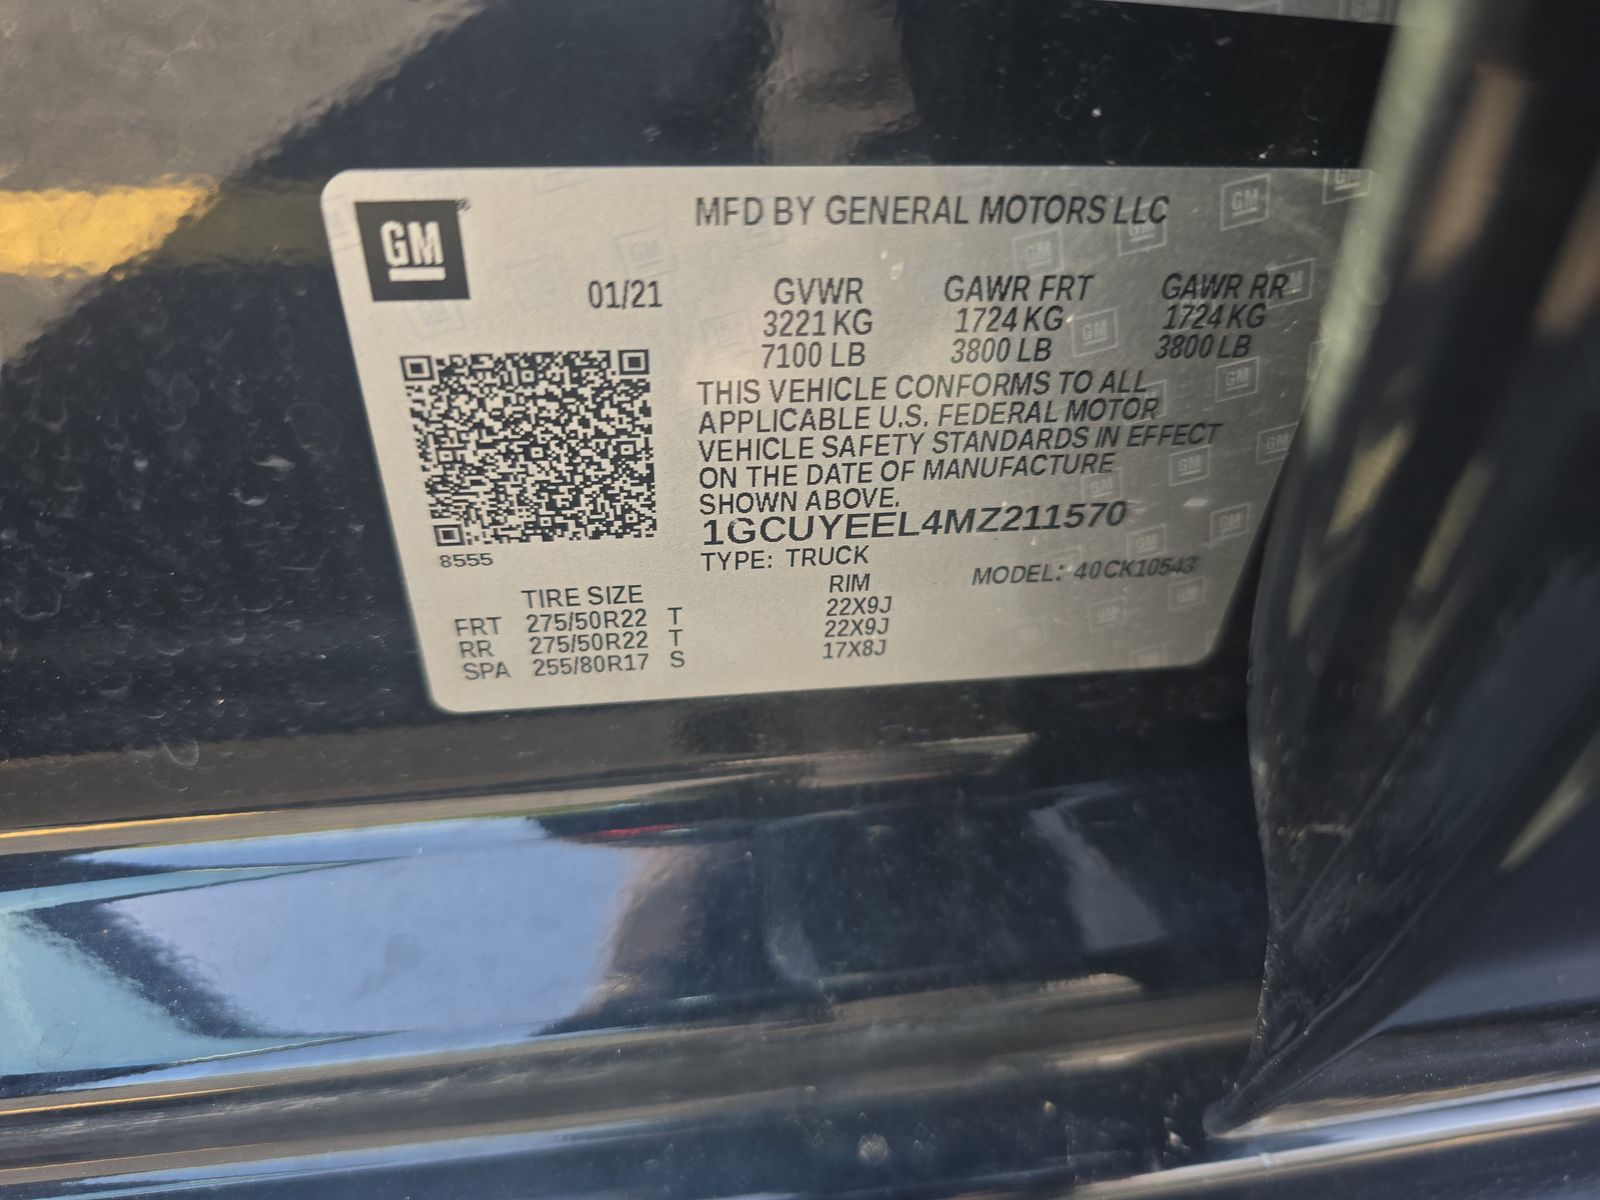 GM®
MFD BY GENERAL MOTORS LLC
01/21
GVWR GAWR FRT GAWR RR
3221 KG 1724 KG 1724 KG
7100 LB 3800 LB 3800 LB
THIS VEHICLE CONFORMS TO ALL
APPLICABLE U.S. FEDERAL MOTOR
VEHICLE SAFETY STANDARDS IN EFFECT
ON THE DATE OF MANUFACTURE
SHOWN ABOVE.
1GCUYEEL4MZ211570
8555
TYPE: TRUCK
MODEL: 40CK10543
TIRE SIZE RIM
FRT 275/50R22 T 22X9J
RR 275/50R22 T 22X9J
SPA 255/80R17 S 17X8J